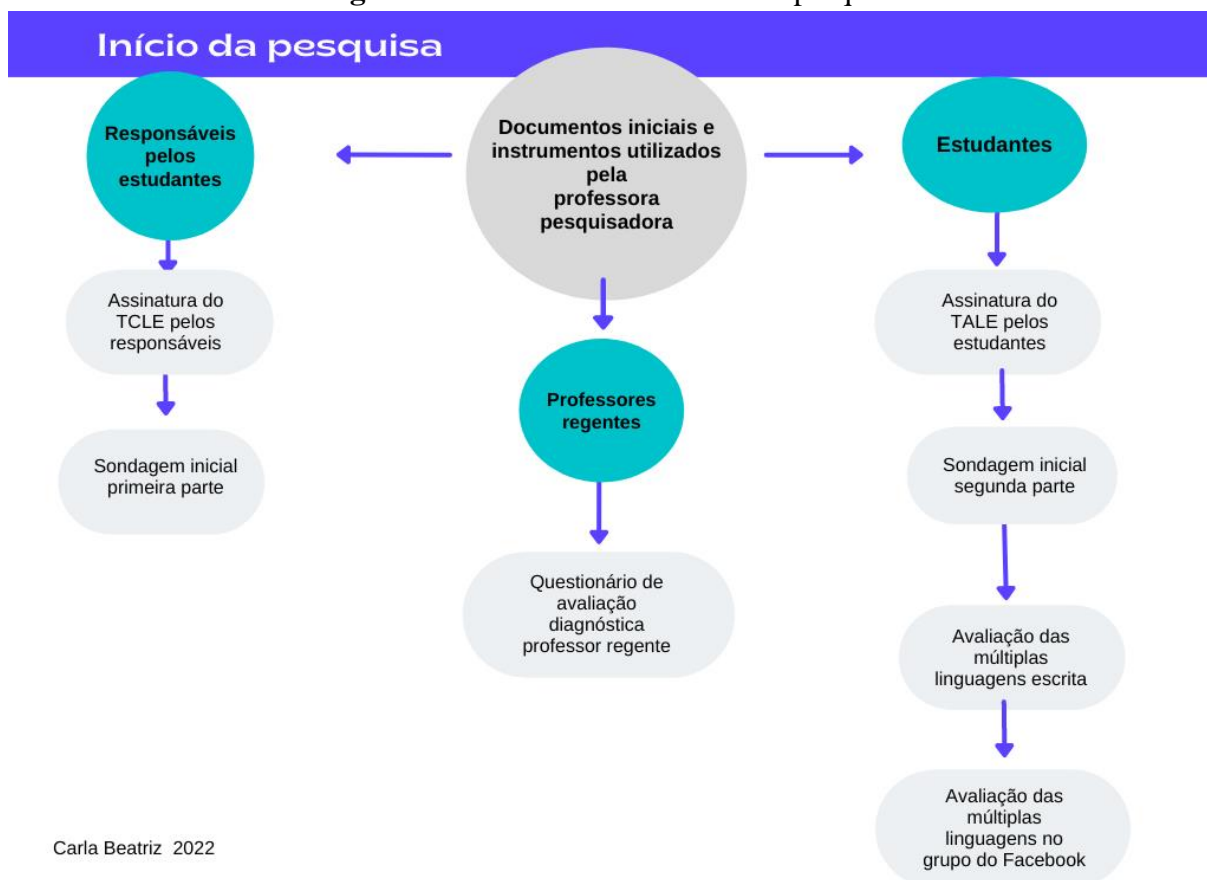 Início da pesquisa
Responsáveis
pelos
estudantes
Documentos iniciais e
instrumentos utilizados
pela
professora
pesquisadora
Estudantes
Assinatura do
TCLE pelos
responsáveis
Assinatura do
TALE pelos
estudantes
Professores
regentes
Sondagem inicial
primeira parte
Sondagem inicial
segunda parte
Questionário de
avaliação
diagnóstica
professor regente
Avaliação das
múltiplas
linguagens escrita
Avaliação das
múltiplas
linguagens no
grupo do Facebook
Carla Beatriz 2022